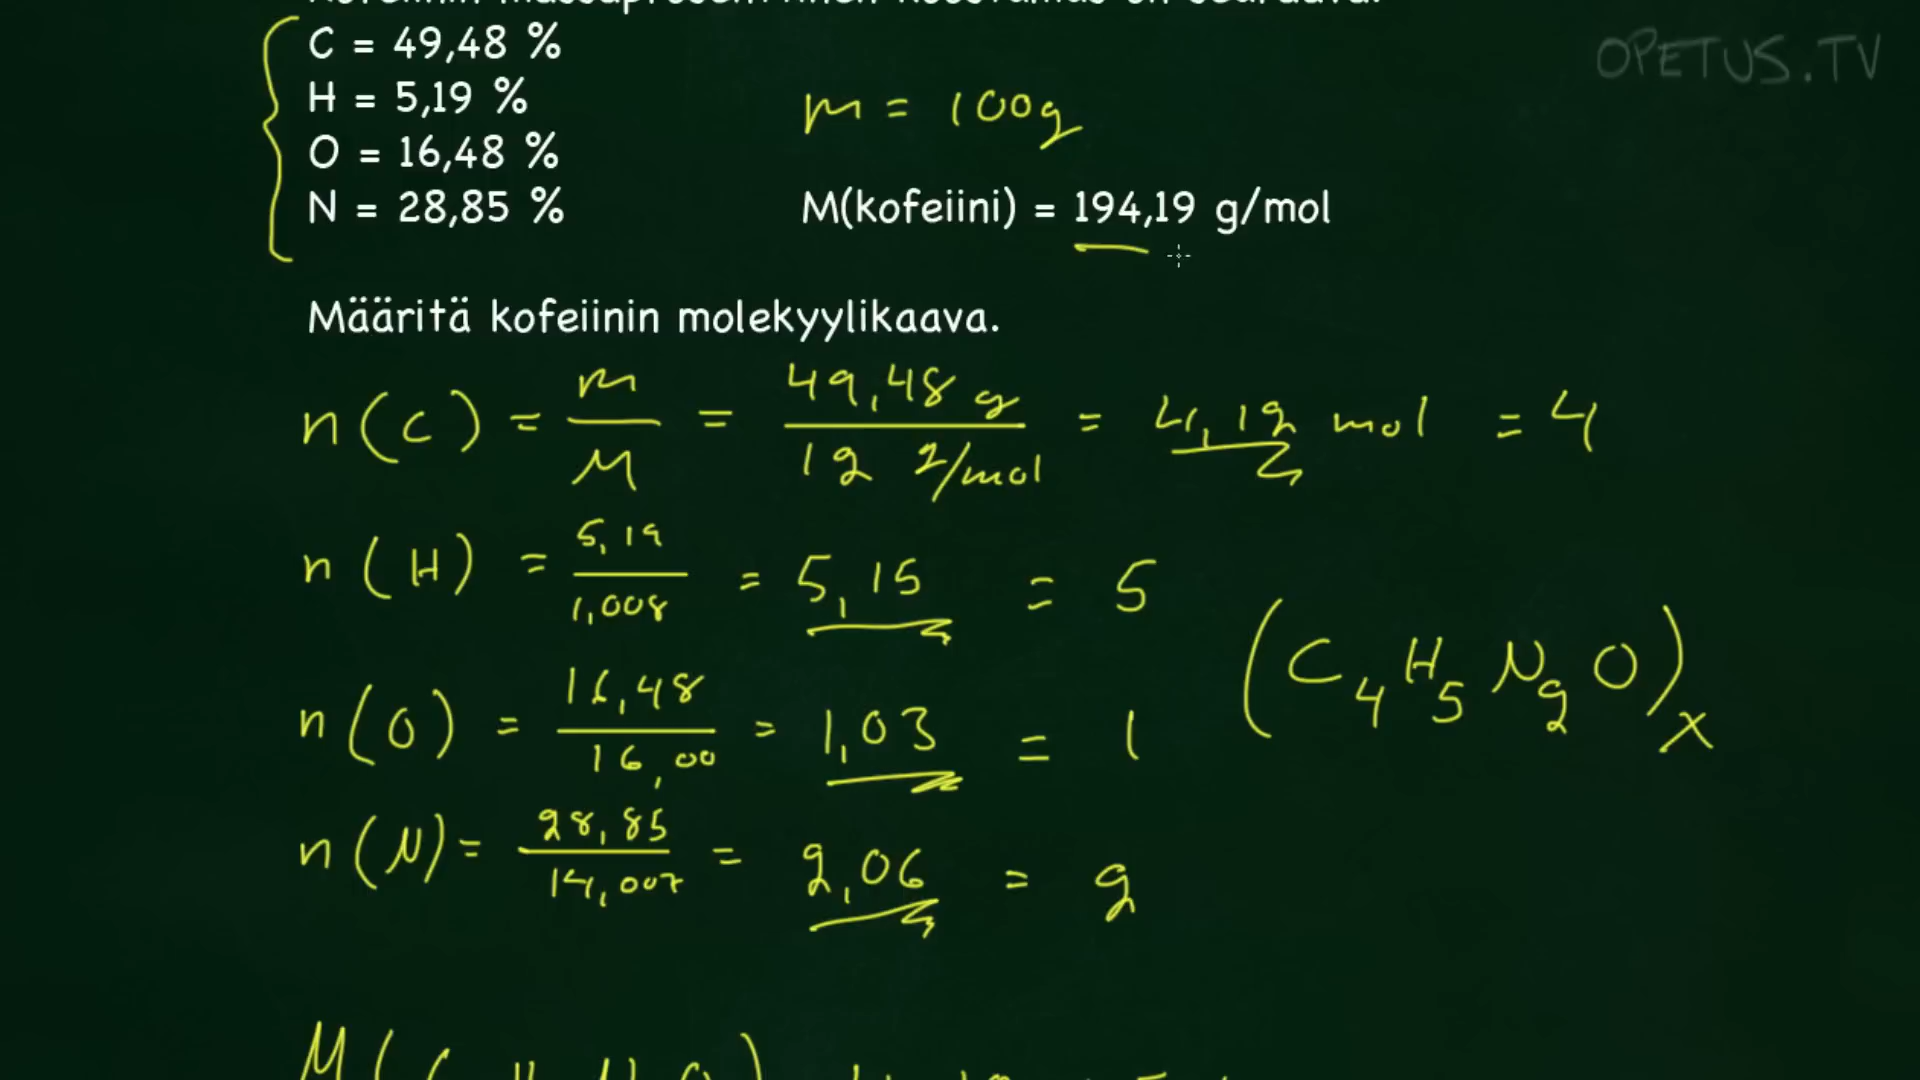 OPETUS.TV
C = 49,48 %
H = 5,19 %
O = 16,48 %
N = 28,85 %
m = 100g
M(kofeiini) = 194,19 g/mol
Määritä kofeiinin molekyylikaava.
n(C) = m/M = 49,48 g / 12 g/mol = 4,12 mol = 4
n(H) = 5,19 / 1,008 = 5,15 = 5
n(O) = 16,48 / 16,00 = 1,03 = 1
n(N) = 28,85 / 14,007 = 2,06 = 2
(C₄H₅N₂O)ₓ